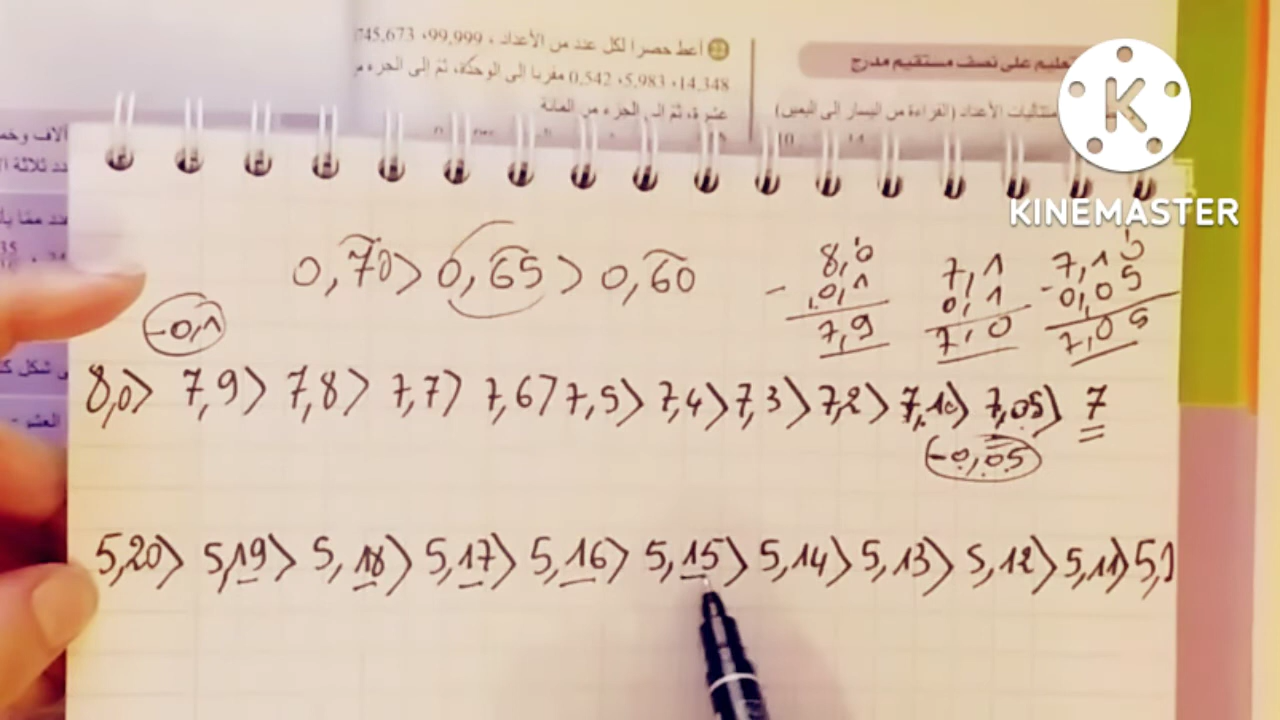 أعط حصرا لكل عدد من الأعداد ، 99,999، 745,673
14,348، 5,983، 0,542 مقربا إلى الوحدة، ثم إلى الجزء م
عشرة، ثم إلى الجزء من المائة
تعليم على نصف مستقيم مدرج
الأعداد (القراءة من اليسار إلى اليمين)
KINEMASTER
0,70 > 0,65 > 0,60
8,0 - 0,1 7,9
7,1 0,1 7,0
7,10 - 0,05 7,05
-0,1
8,0> 7,9> 7,8> 7,7> 7,6> 7,5> 7,4> 7,3> 7,2> 7,10> 7,05> 7
-0,05
5,20> 5,19> 5,18> 5,17> 5,16> 5,15> 5,14> 5,13> 5,12> 5,11> 5,1